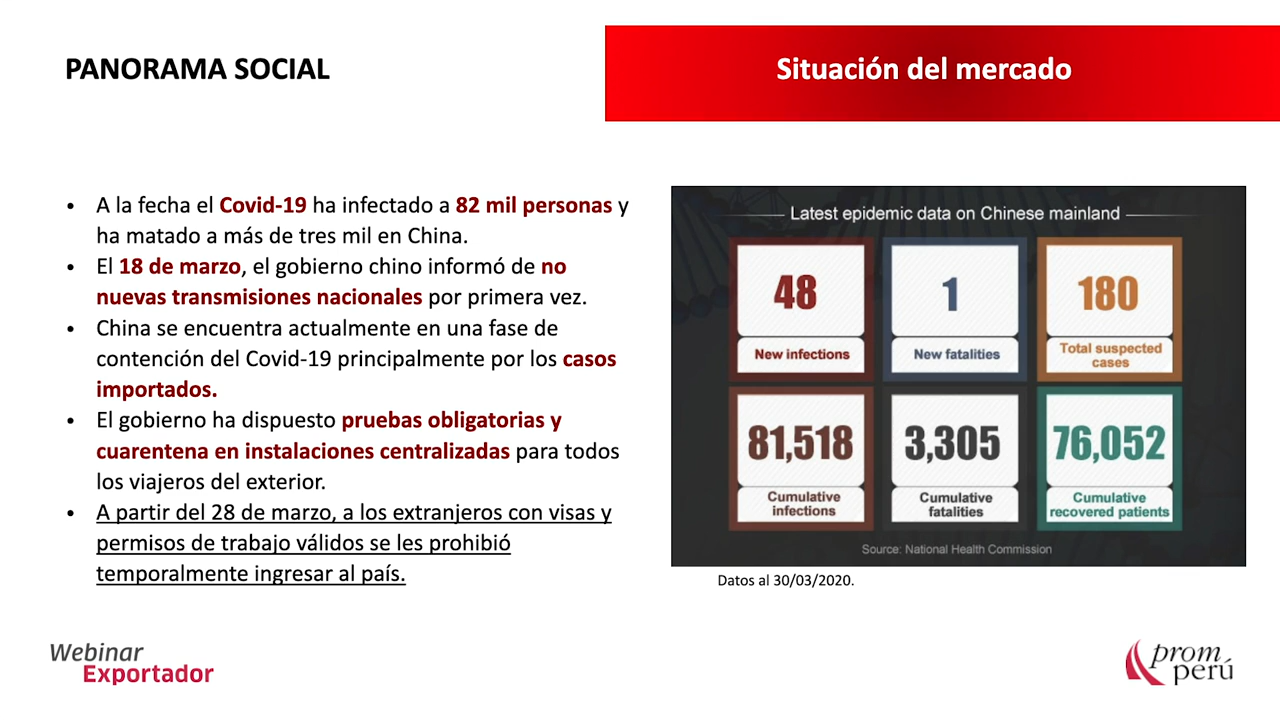 PANORAMA SOCIAL
Situación del mercado
• A la fecha el Covid-19 ha infectado a 82 mil personas y
ha matado a más de tres mil en China.
• El 18 de marzo, el gobierno chino informó de no
nuevas transmisiones nacionales por primera vez.
• China se encuentra actualmente en una fase de
contención del Covid-19 principalmente por los casos
importados.
• El gobierno ha dispuesto pruebas obligatorias y
cuarentena en instalaciones centralizadas para todos
los viajeros del exterior.
• A partir del 28 de marzo, a los extranjeros con visas y
permisos de trabajo válidos se les prohibió
temporalmente ingresar al país.
Latest epidemic data on Chinese mainland
48
New infections
1
New fatalities
180
Total suspected
cases
81,518
Cumulative
infections
3,305
Cumulative
fatalities
76,052
Cumulative
recovered patients
Source: National Health Commission
Datos al 30/03/2020.
Webinar
Exportador
prom
perú